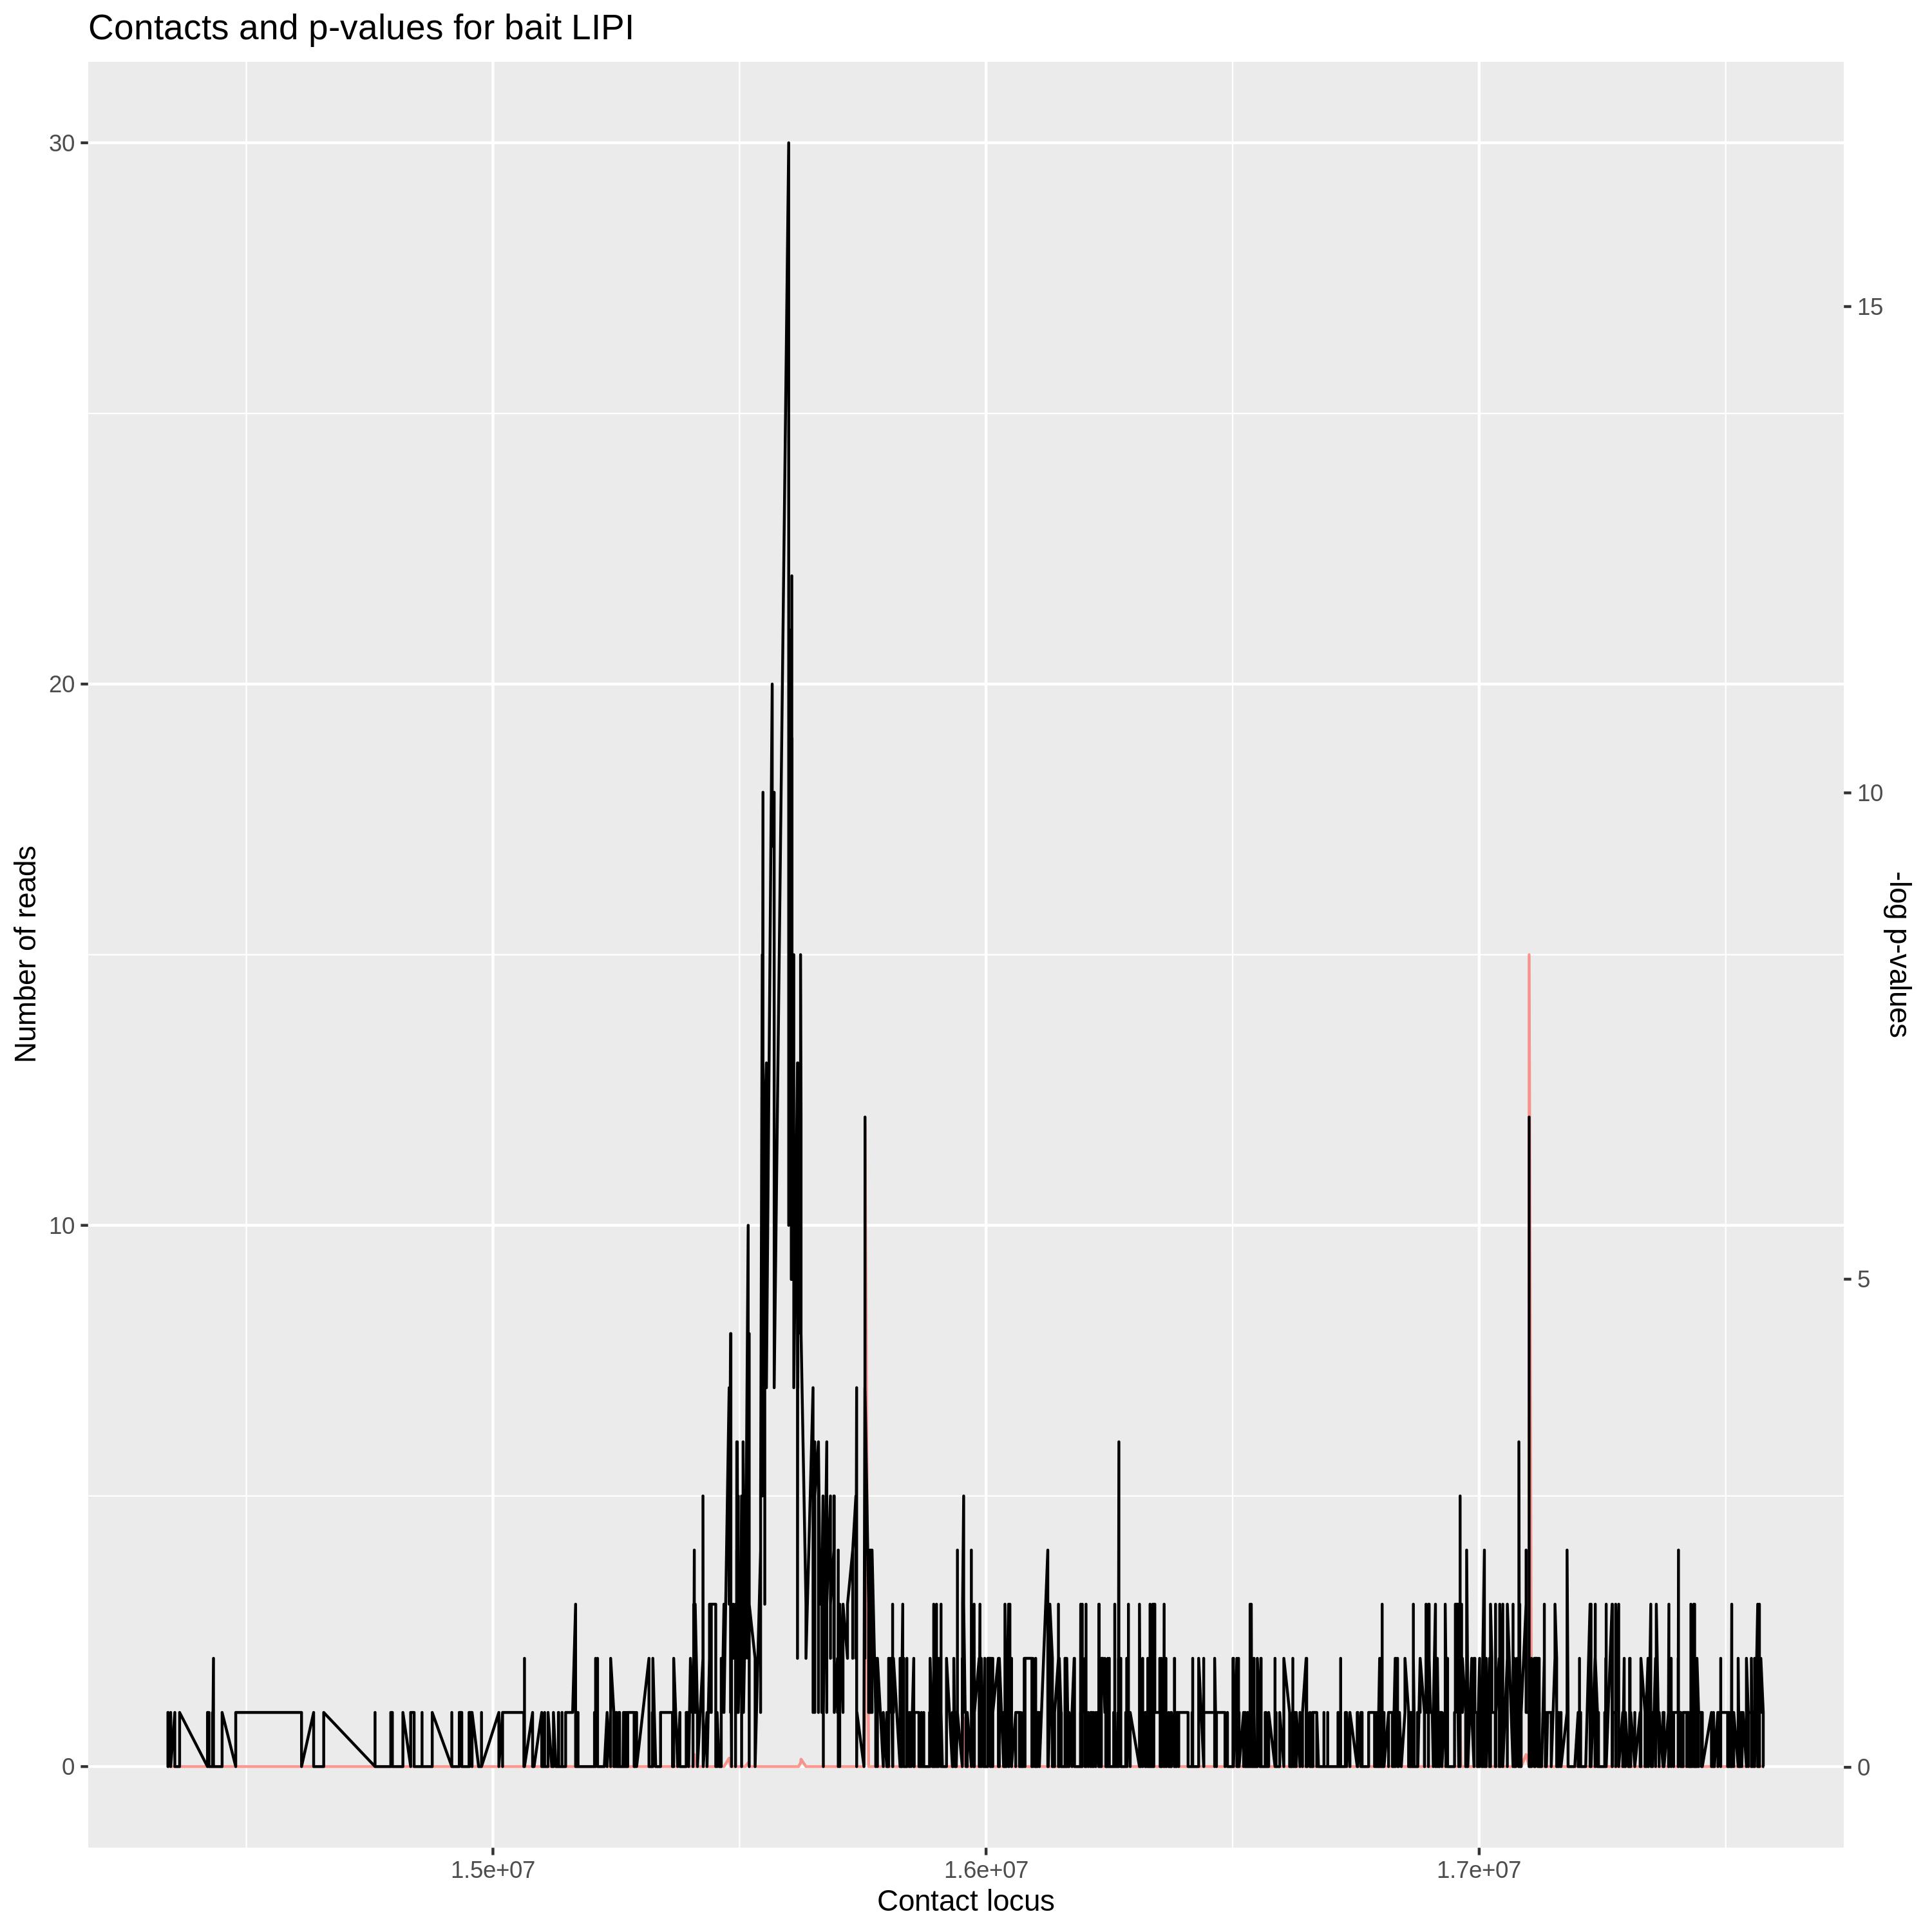 Contacts and p-values for bait LIPI
30
20
10
0
Number of reads
15
10
5
0
-log p-values
1.5e+07
1.6e+07
1.7e+07
Contact locus